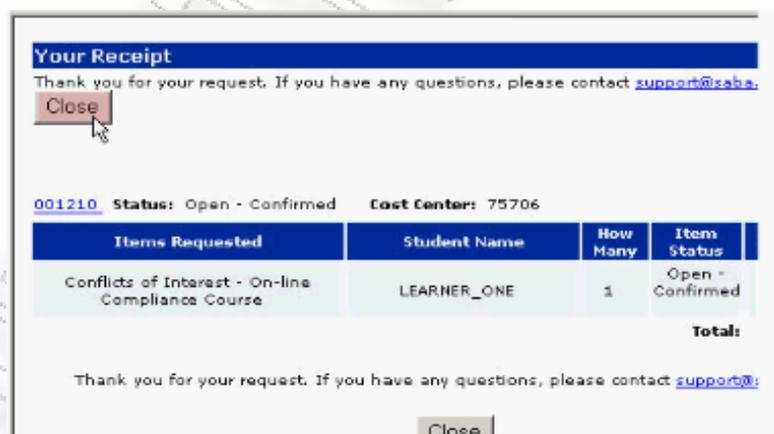 Your Receipt
Thank you for your request. If you have any questions, please contact support@saba.
Close
001210 Status: Open - Confirmed Cost Center: 75706
Items Requested Student Name How Many Item Status
Conflicts of Interest - On-line Compliance Course LEARNER_ONE 1 Open - Confirmed
Total:
Thank you for your request. If you have any questions, please contact support@
Close